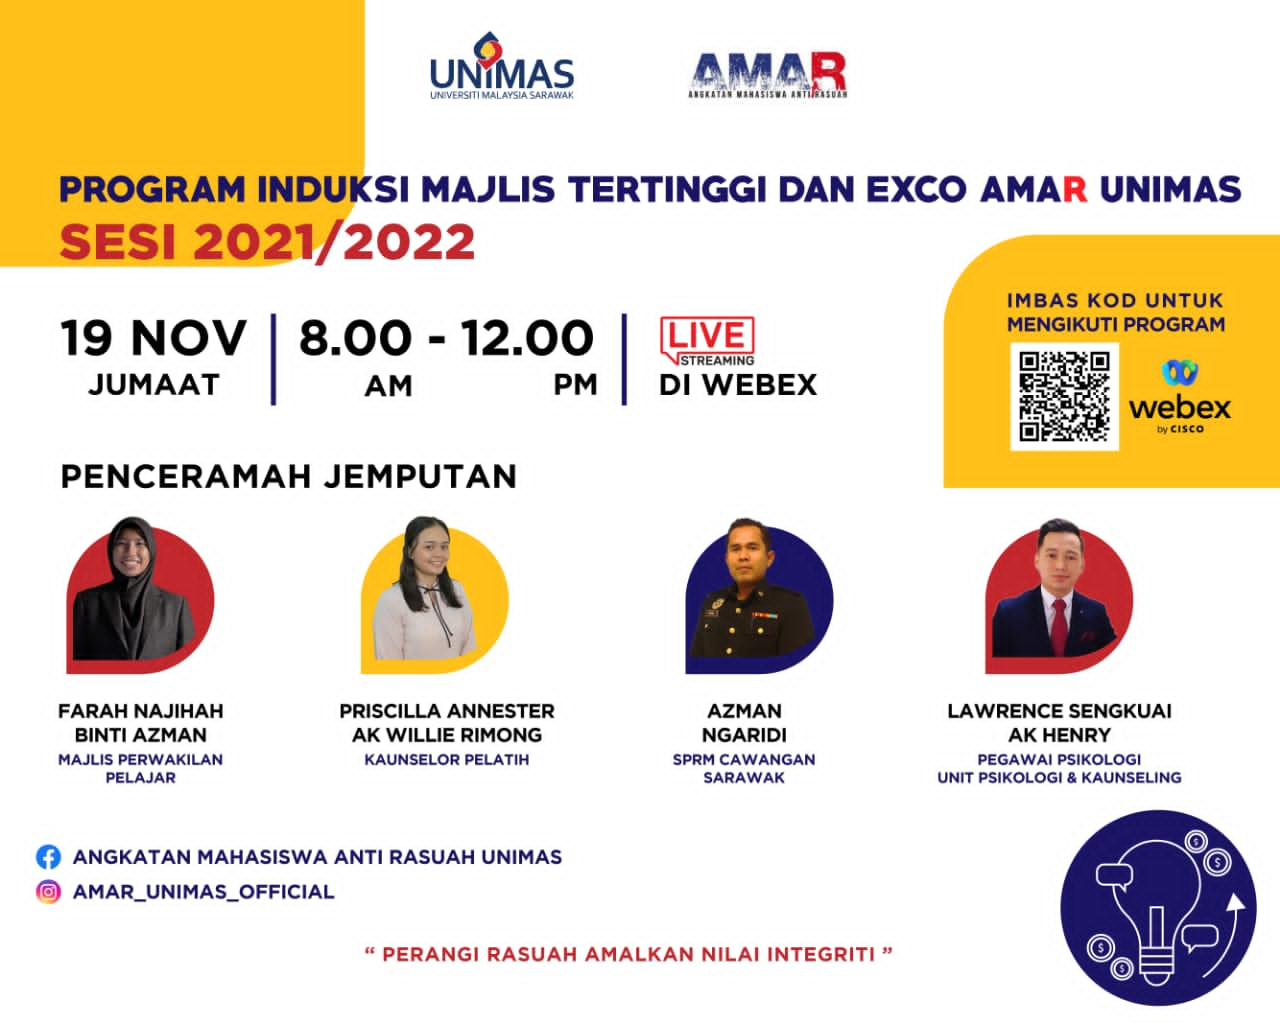 UNIMAS
UNIVERSITI MALAYSIA SARAWAK
AMAR
ANGKATAN MAHASISWA ANTI RASUAH
PROGRAM INDUKSI MAJLIS TERTINGGI DAN EXCO AMAR UNIMAS
SESI 2021/2022
19 NOV
JUMAAT
8.00 - 12.00
AM PM
LIVE
STREAMING
DI WEBEX
IMBAS KOD UNTUK
MENGIKUTI PROGRAM
webex
by CISCO
PENCERAMAH JEMPUTAN
FARAH NAJIHAH
BINTI AZMAN
MAJLIS PERWAKILAN
PELAJAR
PRISCILLA ANNESTER
AK WILLIE RIMONG
KAUNSELOR PELATIH
AZMAN
NGARIDI
SPRM CAWANGAN
SARAWAK
LAWRENCE SENGKUAI
AK HENRY
PEGAWAI PSIKOLOGI
UNIT PSIKOLOGI & KAUNSELING
ANGKATAN MAHASISWA ANTI RASUAH UNIMAS
AMAR_UNIMAS_OFFICIAL
“ PERANGI RASUAH AMALKAN NILAI INTEGRITI ”